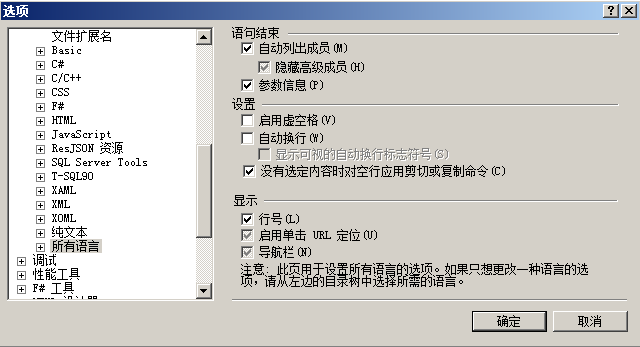 选项
文件扩展名
Basic
C#
C/C++
CSS
F#
HTML
JavaScript
ResJSON 资源
SQL Server Tools
T-SQL90
XAML
XML
XOML
纯文本
所有语言
调试
性能工具
F# 工具
语句结束
自动列出成员(M)
隐藏高级成员(H)
参数信息(P)
设置
启用虚空格(V)
自动换行(W)
显示可视的自动换行标志符号(S)
没有选定内容时对空行应用剪切或复制命令(C)
显示
行号(L)
启用单击 URL 定位(U)
导航栏(N)
注意: 此页用于设置所有语言的选项。如果只想更改一种语言的选
项，请从左边的目录树中选择所需的语言。
确定
取消